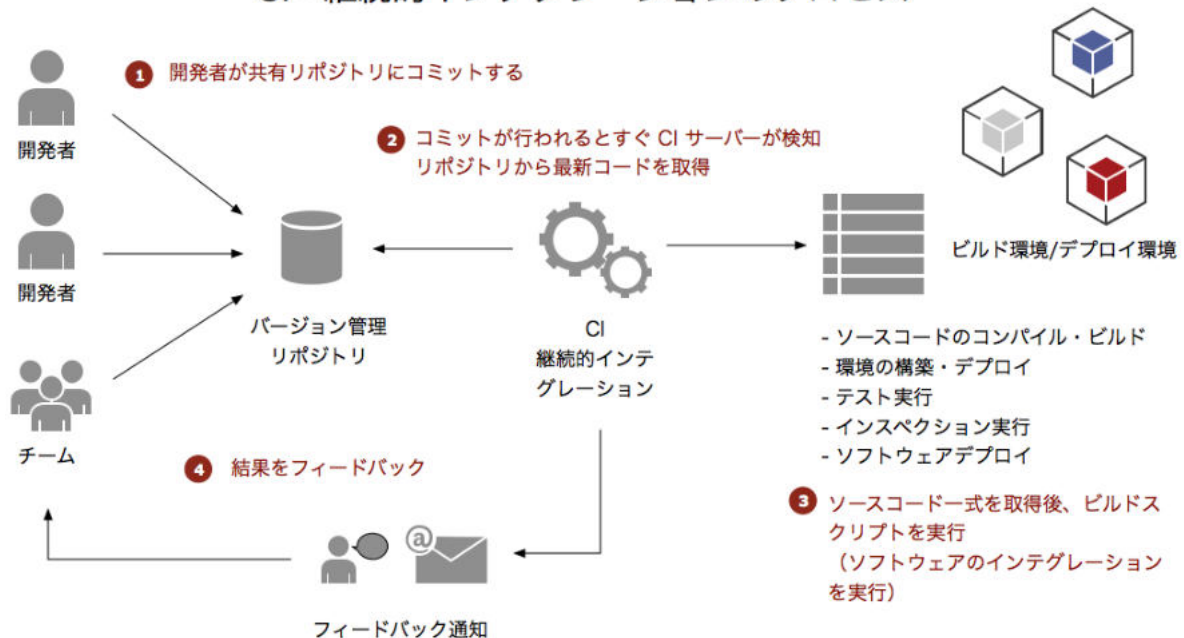 1 開発者が共有リポジトリにコミットする
開発者
2 コミットが行われるとすぐ CI サーバーが検知
リポジトリから最新コードを取得
開発者
ビルド環境/デプロイ環境
バージョン管理
リポジトリ
CI
継続的インテ
グレーション
- ソースコードのコンパイル・ビルド
- 環境の構築・デプロイ
- テスト実行
- インスペクション実行
- ソフトウェアデプロイ
チーム
4 結果をフィードバック
3 ソースコード一式を取得後、ビルドス
クリプトを実行
（ソフトウェアのインテグレーション
を実行）
@
フィードバック通知